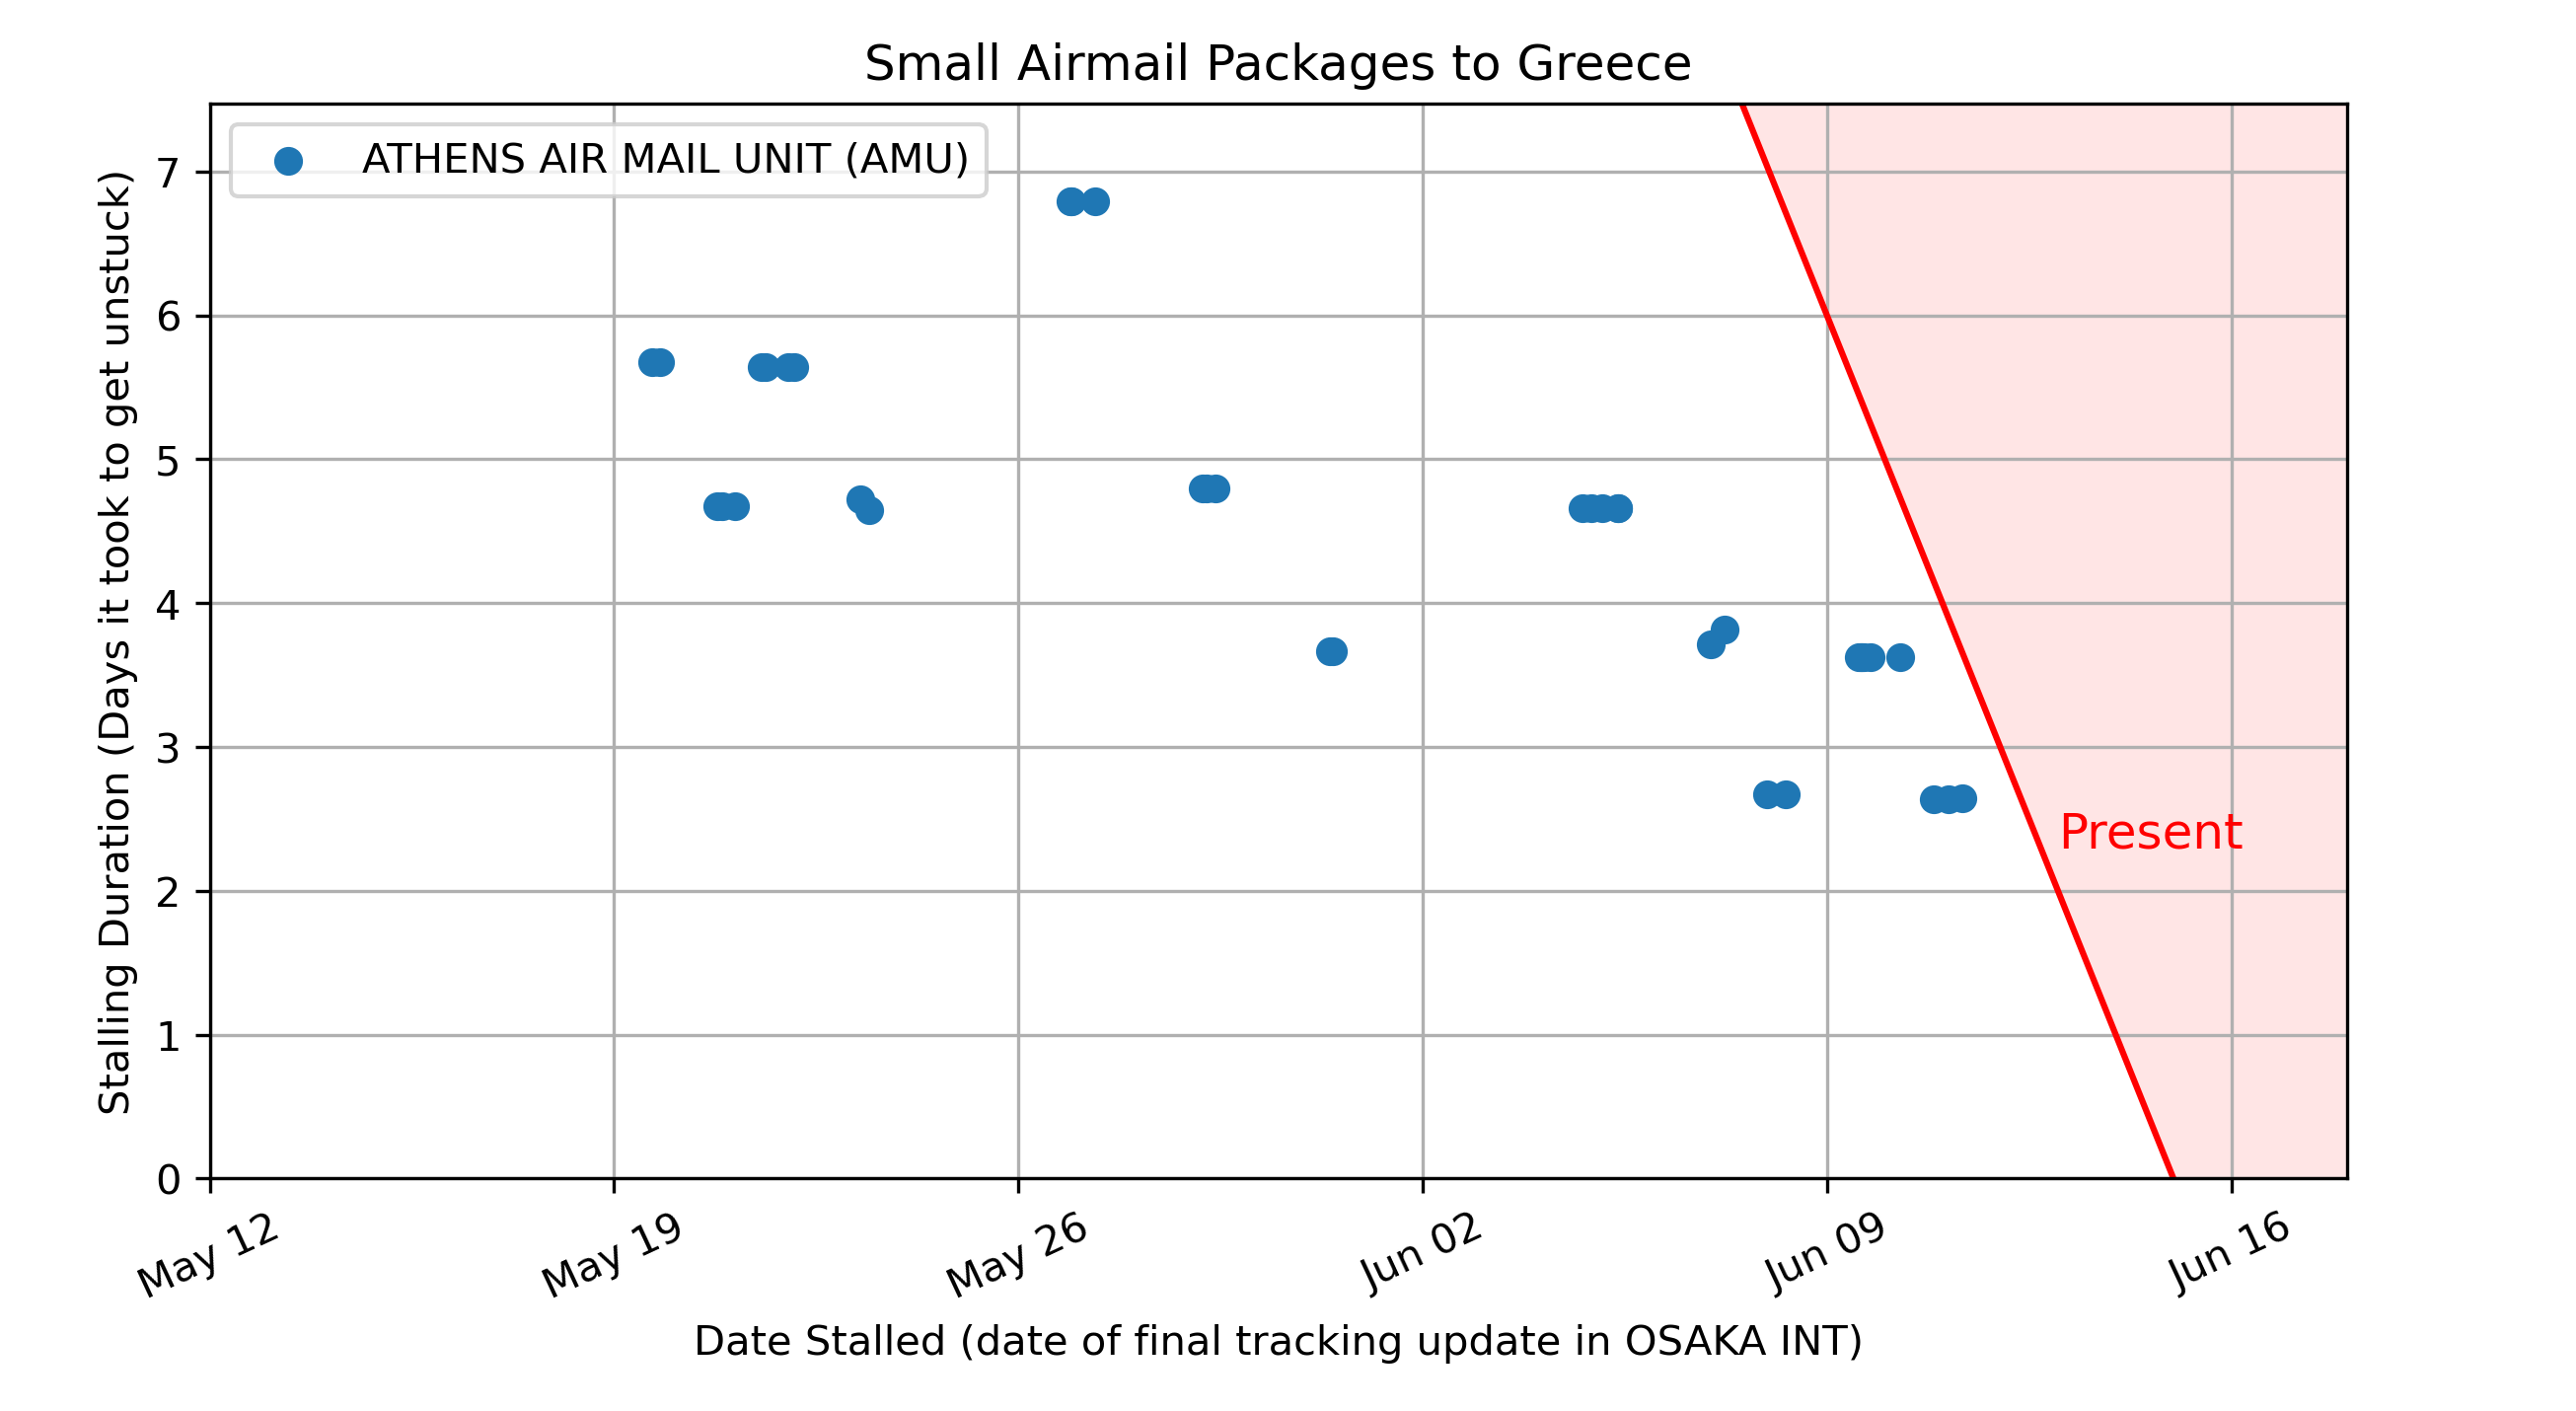 Small Airmail Packages to Greece
ATHENS AIR MAIL UNIT (AMU)
Stalling Duration (Days it took to get unstuck)
7
6
5
4
3
2
1
0
Present
May 12
May 19
May 26
Jun 02
Jun 09
Jun 16
Date Stalled (date of final tracking update in OSAKA INT)